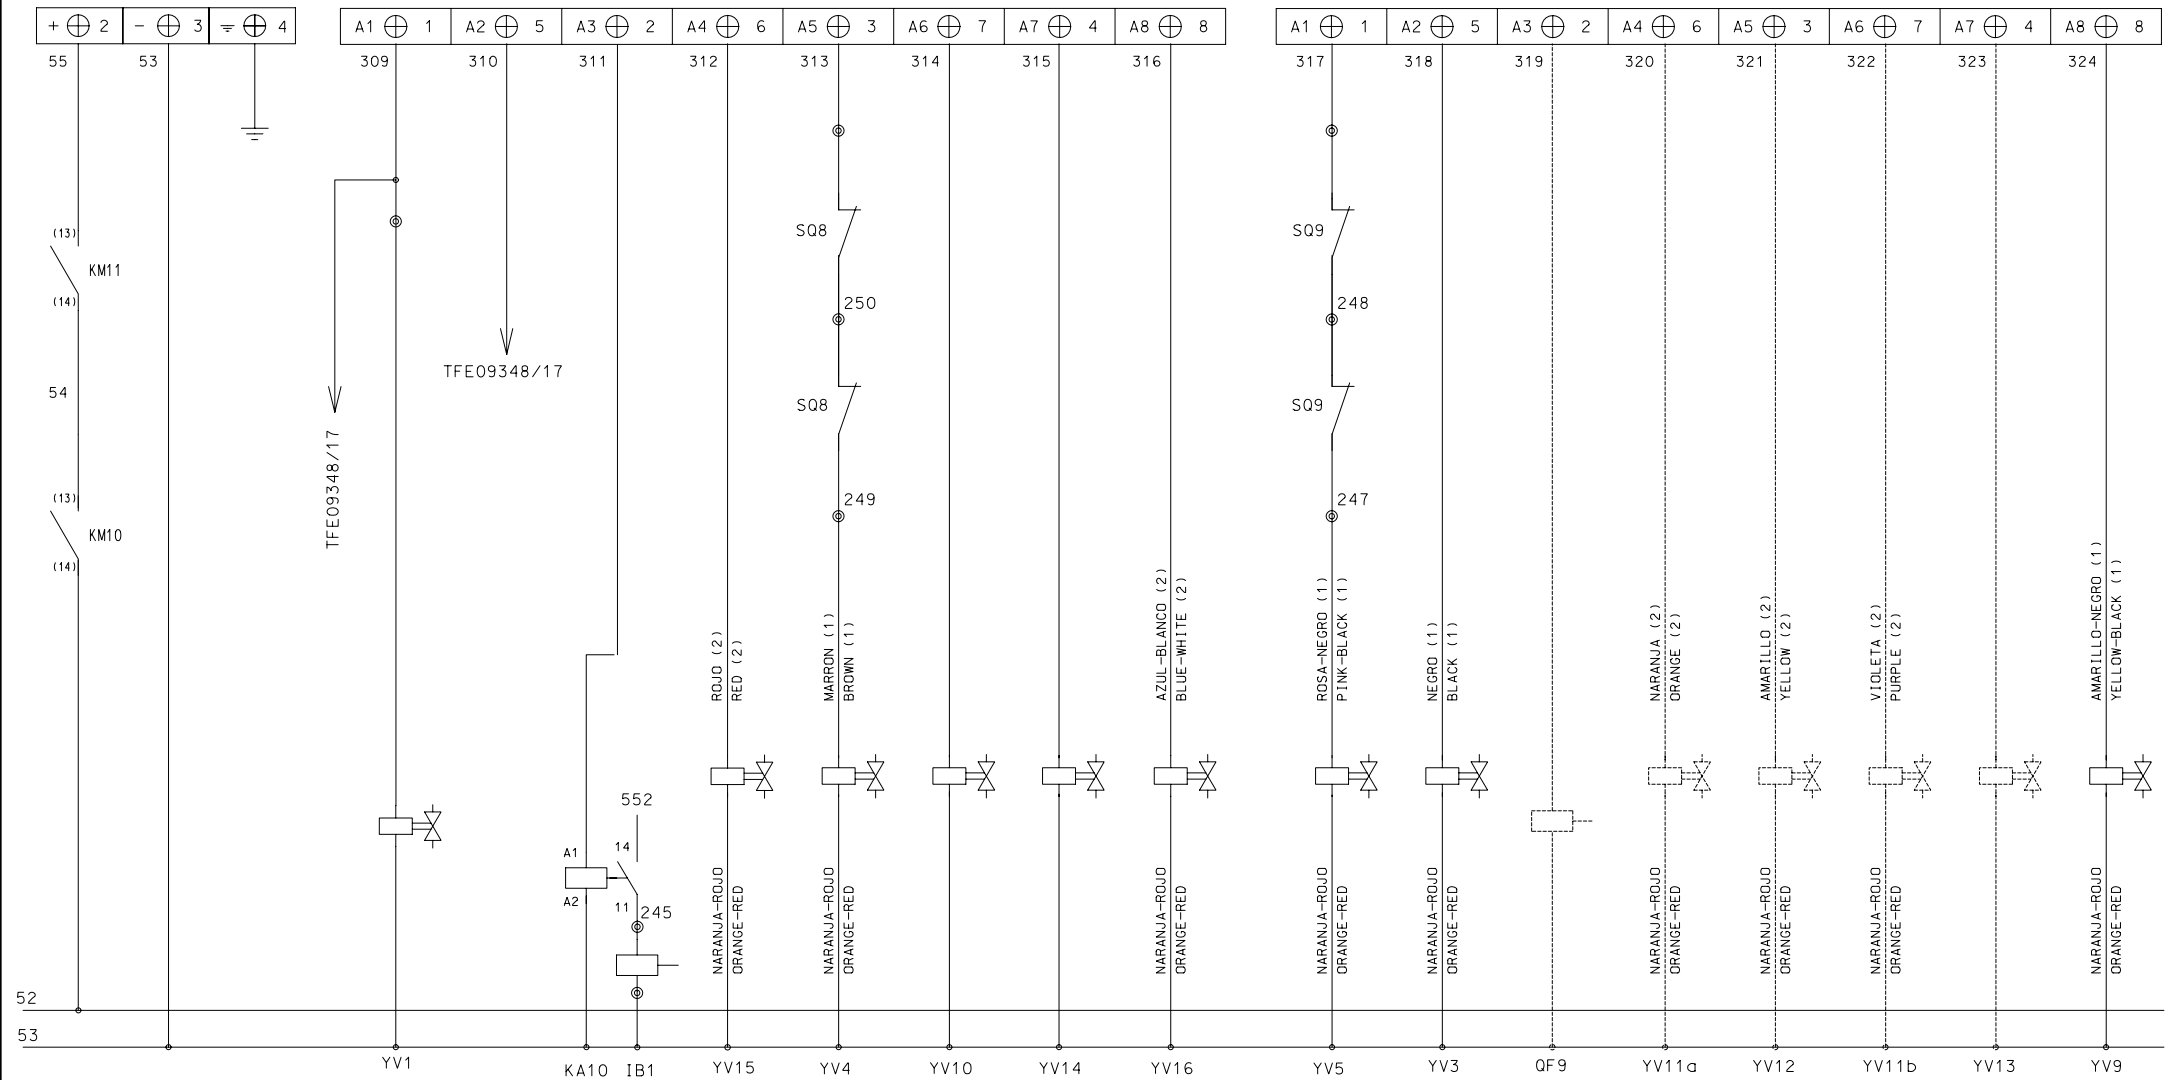 + 2 - 3 4 A1 1 A2 5 A3 2 A4 6 A5 3 A6 7 A7 4 A8 8 A1 1 A2 5 A3 2 A4 6 A5 3 A6 7 A7 4 A8 8
55 53 309 310 311 312 313 314 315 316 317 318 319 320 321 322 323 324
(13)
KM11
(14)
54
(13)
KM10
(14)
TFE09348/17
TFE09348/17
SQ8
250
SQ8
249
SQ9
248
SQ9
247
552
A1
14
A2
11
245
ROJO (2)
RED (2)
MARRON (1)
BROWN (1)
AZUL-BLANCO (2)
BLUE-WHITE (2)
ROSA-NEGRO (1)
PINK-BLACK (1)
NEGRO (1)
BLACK (1)
NARANJA (2)
ORANGE (2)
AMARILLO (2)
YELLOW (2)
VIOLETA (2)
PURPLE (2)
AMARILLO-NEGRO (1)
YELLOW-BLACK (1)
NARANJA-ROJO
ORANGE-RED
NARANJA-ROJO
ORANGE-RED
NARANJA-ROJO
ORANGE-RED
NARANJA-ROJO
ORANGE-RED
NARANJA-ROJO
ORANGE-RED
NARANJA-ROJO
ORANGE-RED
NARANJA-ROJO
ORANGE-RED
NARANJA-ROJO
ORANGE-RED
NARANJA-ROJO
ORANGE-RED
52
53
YV1 KA10 IB1 YV15 YV4 YV10 YV14 YV16 YV5 YV3 QF9 YV11a YV12 YV11b YV13 YV9